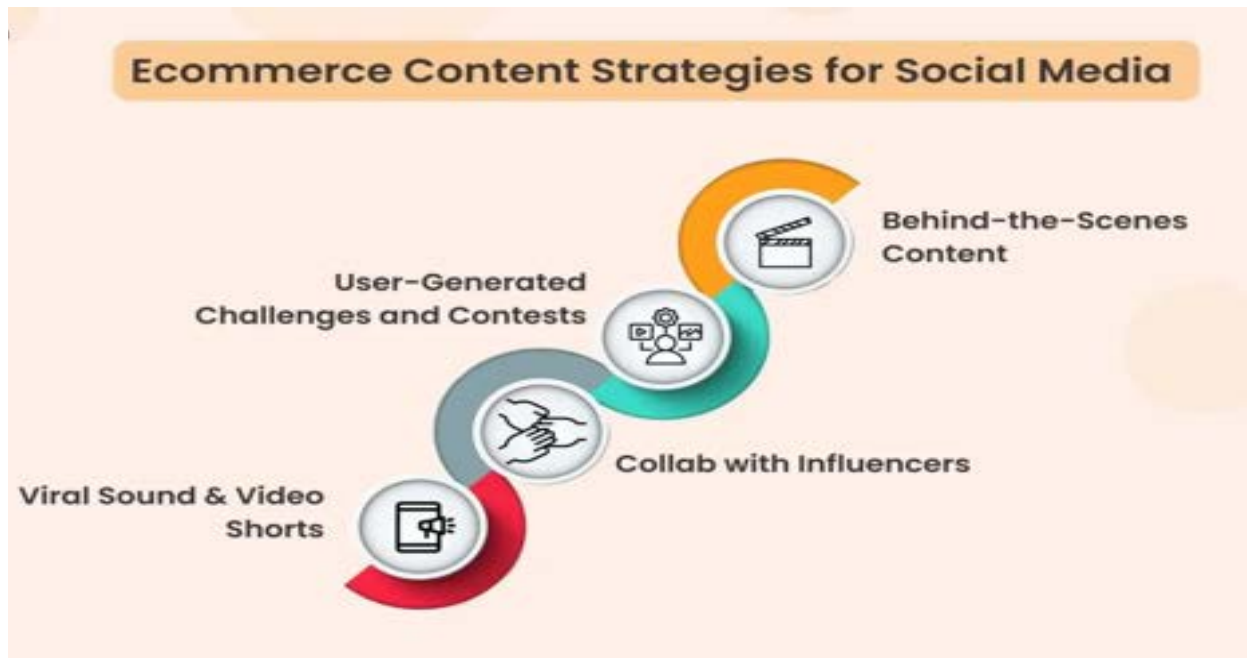 Ecommerce Content Strategies for Social Media
Behind-the-Scenes
Content
User-Generated
Challenges and Contests
Collab with Influencers
Viral Sound & Video
Shorts